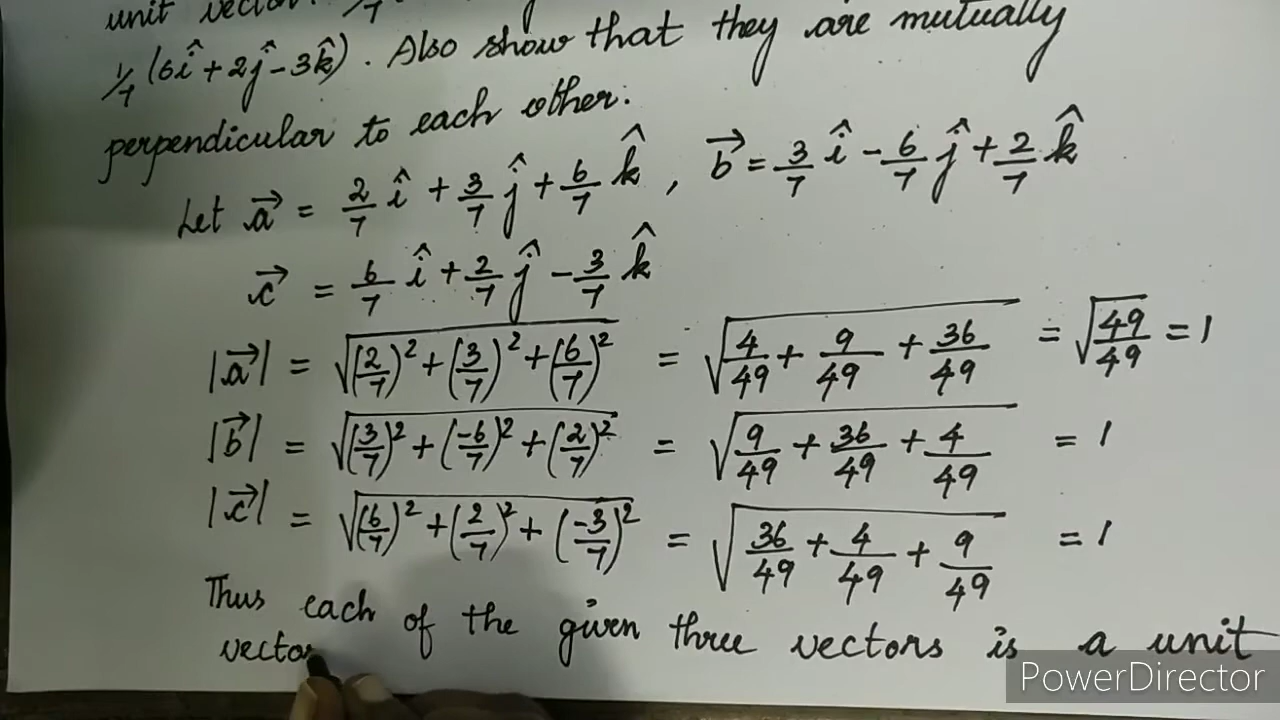 unit vector. 1/7
1/7 (6î + 2ĵ - 3k̂). Also show that they are mutually
perpendicular to each other.
Let a⃗ = 2/7 î + 3/7 ĵ + 6/7 k̂ , b⃗ = 3/7 î - 6/7 ĵ + 2/7 k̂
c⃗ = 6/7 î + 2/7 ĵ - 3/7 k̂
|a⃗| = √((2/7)² + (3/7)² + (6/7)²) = √(4/49 + 9/49 + 36/49) = √(49/49) = 1
|b⃗| = √((3/7)² + (-6/7)² + (2/7)²) = √(9/49 + 36/49 + 4/49) = 1
|c⃗| = √((6/7)² + (2/7)² + (-3/7)²) = √(36/49 + 4/49 + 9/49) = 1
Thus each of the given three vectors is a unit
vector
PowerDirector